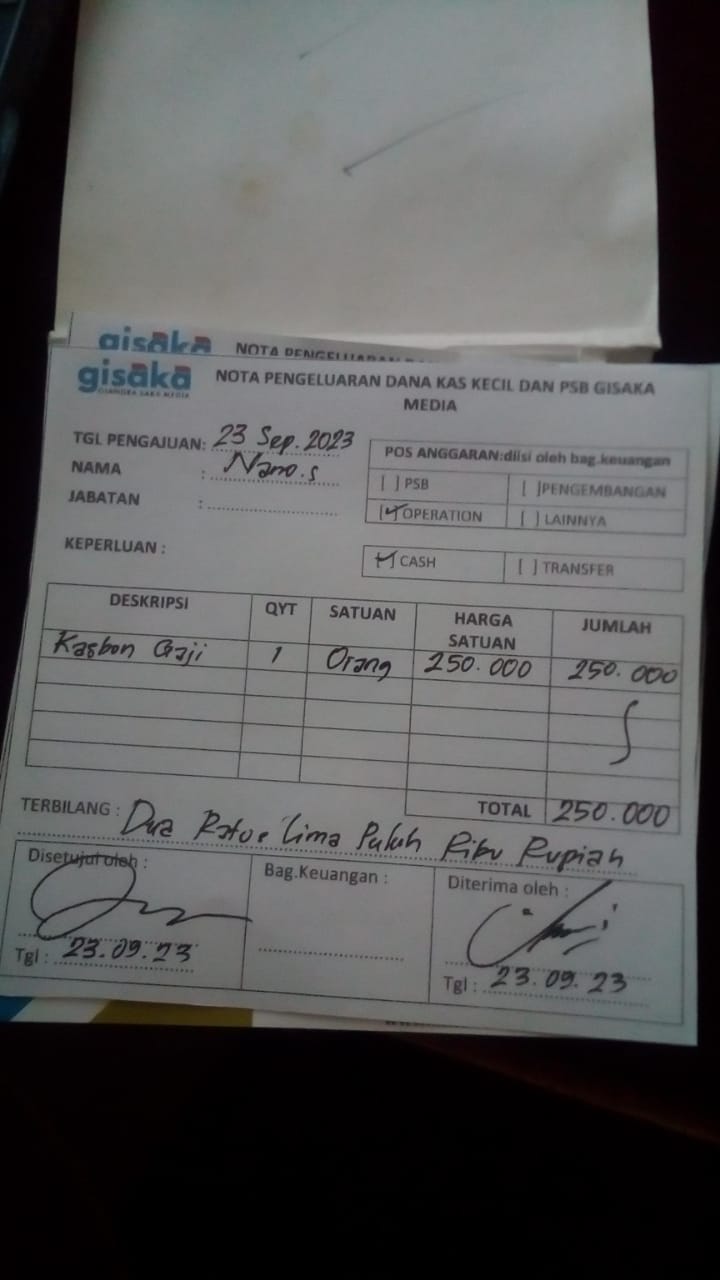 gisaka NOTA PENGELUARAN DANA
gisaka
GISANDRA SAKA MEDIA
NOTA PENGELUARAN DANA KAS KECIL DAN PSB GISAKA
MEDIA
TGL PENGAJUAN: 23 Sep. 2023
NAMA : Nano.s
JABATAN :
POS ANGGARAN:diisi oleh bag.keuangan
[ ] PSB [ ]PENGEMBANGAN
[✓] OPERATION [ ] LAINNYA
KEPERLUAN :
[✓] CASH [ ] TRANSFER
DESKRIPSI QYT SATUAN HARGA SATUAN JUMLAH
Kasbon Gaji 1 Orang 250.000 250.000
TOTAL 250.000
TERBILANG : Dua Ratus Lima Puluh Ribu Rupiah
Disetujui oleh : Bag.Keuangan : Diterima oleh :
Tgl : 23.09.23 Tgl : 23.09.23